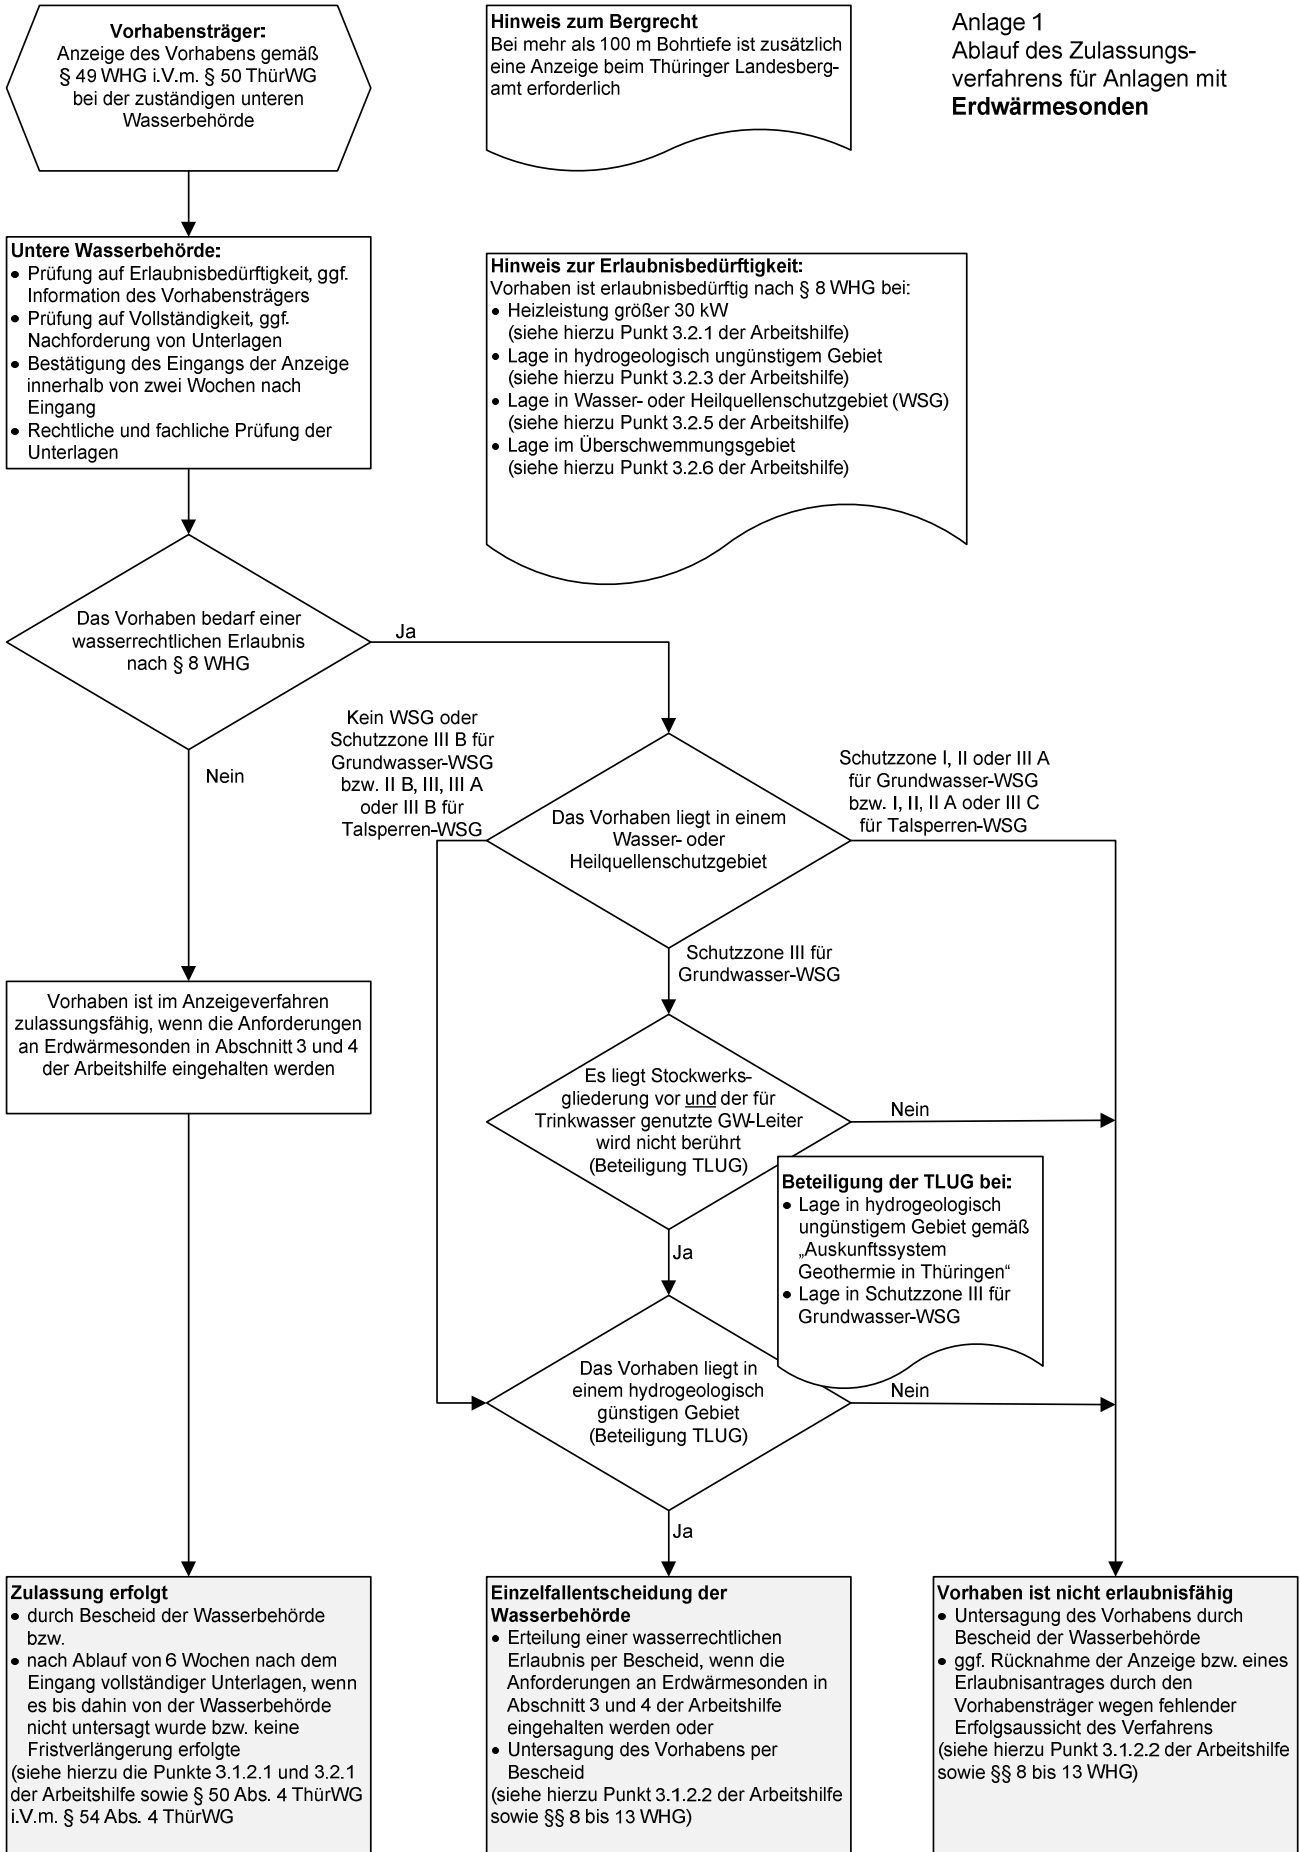 Vorhabensträger:
Anzeige des Vorhabens gemäß
§ 49 WHG i.V.m. § 50 ThürWG
bei der zuständigen unteren
Wasserbehörde
Hinweis zum Bergrecht
Bei mehr als 100 m Bohrtiefe ist zusätzlich
eine Anzeige beim Thüringer Landesberg-
amt erforderlich
Anlage 1
Ablauf des Zulassungs-
verfahrens für Anlagen mit
Erdwärmesonden
Untere Wasserbehörde:
• Prüfung auf Erlaubnisbedürftigkeit, ggf.
Information des Vorhabensträgers
• Prüfung auf Vollständigkeit, ggf.
Nachforderung von Unterlagen
• Bestätigung des Eingangs der Anzeige
innerhalb von zwei Wochen nach
Eingang
• Rechtliche und fachliche Prüfung der
Unterlagen
Hinweis zur Erlaubnisbedürftigkeit:
Vorhaben ist erlaubnisbedürftig nach § 8 WHG bei:
• Heizleistung größer 30 kW
(siehe hierzu Punkt 3.2.1 der Arbeitshilfe)
• Lage in hydrogeologisch ungünstigem Gebiet
(siehe hierzu Punkt 3.2.3 der Arbeitshilfe)
• Lage in Wasser- oder Heilquellenschutzgebiet (WSG)
(siehe hierzu Punkt 3.2.5 der Arbeitshilfe)
• Lage im Überschwemmungsgebiet
(siehe hierzu Punkt 3.2.6 der Arbeitshilfe)
Das Vorhaben bedarf einer
wasserrechtlichen Erlaubnis
nach § 8 WHG
Ja
Nein
Kein WSG oder
Schutzzone III B für
Grundwasser-WSG
bzw. II B, III, III A
oder III B für
Talsperren-WSG
Das Vorhaben liegt in einem
Wasser- oder
Heilquellenschutzgebiet
Schutzzone I, II oder III A
für Grundwasser-WSG
bzw. I, II, II A oder III C
für Talsperren-WSG
Schutzzone III für
Grundwasser-WSG
Vorhaben ist im Anzeigeverfahren
zulassungsfähig, wenn die Anforderungen
an Erdwärmesonden in Abschnitt 3 und 4
der Arbeitshilfe eingehalten werden
Es liegt Stockwerks-
gliederung vor und der für
Trinkwasser genutzte GW-Leiter
wird nicht berührt
(Beteiligung TLUG)
Nein
Ja
Beteiligung der TLUG bei:
• Lage in hydrogeologisch
ungünstigem Gebiet gemäß
„Auskunftssystem
Geothermie in Thüringen“
• Lage in Schutzzone III für
Grundwasser-WSG
Das Vorhaben liegt in
einem hydrogeologisch
günstigen Gebiet
(Beteiligung TLUG)
Nein
Ja
Zulassung erfolgt
• durch Bescheid der Wasserbehörde
bzw.
• nach Ablauf von 6 Wochen nach dem
Eingang vollständiger Unterlagen, wenn
es bis dahin von der Wasserbehörde
nicht untersagt wurde bzw. keine
Fristverlängerung erfolgte
(siehe hierzu die Punkte 3.1.2.1 und 3.2.1
der Arbeitshilfe sowie § 50 Abs. 4 ThürWG
i.V.m. § 54 Abs. 4 ThürWG
Einzelfallentscheidung der
Wasserbehörde
• Erteilung einer wasserrechtlichen
Erlaubnis per Bescheid, wenn die
Anforderungen an Erdwärmesonden in
Abschnitt 3 und 4 der Arbeitshilfe
eingehalten werden oder
• Untersagung des Vorhabens per
Bescheid
(siehe hierzu Punkt 3.1.2.2 der Arbeitshilfe
sowie §§ 8 bis 13 WHG)
Vorhaben ist nicht erlaubnisfähig
• Untersagung des Vorhabens durch
Bescheid der Wasserbehörde
• ggf. Rücknahme der Anzeige bzw. eines
Erlaubnisantrages durch den
Vorhabensträger wegen fehlender
Erfolgsaussicht des Verfahrens
(siehe hierzu Punkt 3.1.2.2 der Arbeitshilfe
sowie §§ 8 bis 13 WHG)